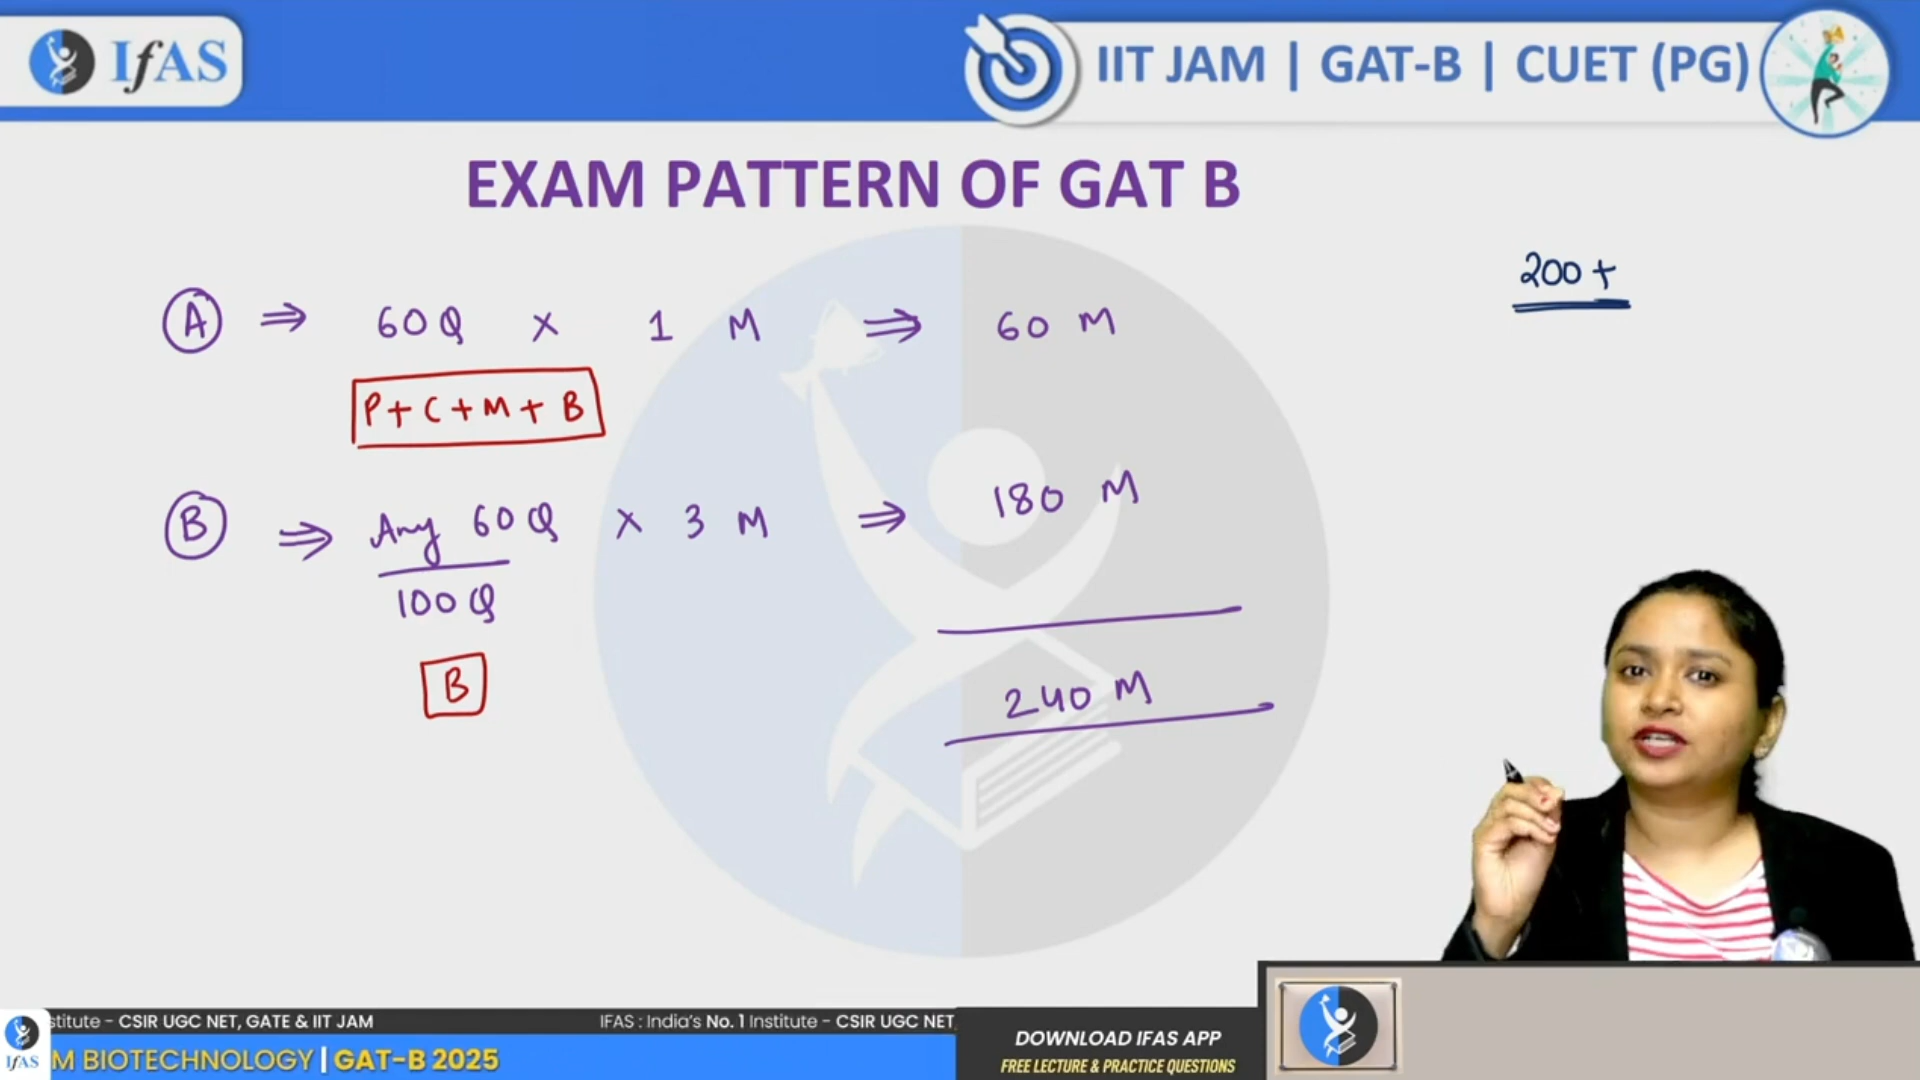 IfAS
IIT JAM | GAT-B | CUET (PG)
EXAM PATTERN OF GAT B
200 +
A ⇒ 60 Q × 1 M ⇒ 60 M
P + C + M + B
B ⇒ Any 60 Q × 3 M ⇒ 180 M
100 Q
B
240 M
stitute - CSIR UGC NET, GATE & IIT JAM
IFAS : India's No. 1 Institute - CSIR UGC NET,
DOWNLOAD IFAS APP
FREE LECTURE & PRACTICE QUESTIONS
IfAS
M BIOTECHNOLOGY | GAT-B 2025